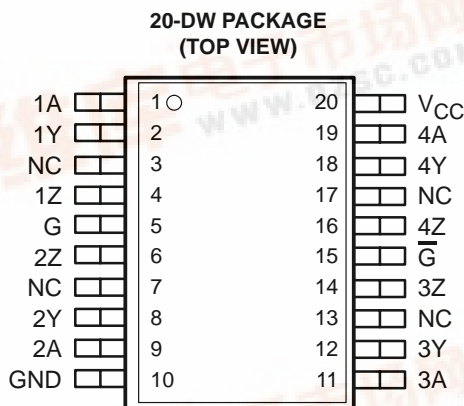 20-DW PACKAGE
(TOP VIEW)
1A 1 20 VCC
1Y 2 19 4A
NC 3 18 4Y
1Z 4 17 NC
G 5 16 4Z
2Z 6 15 G̅
NC 7 14 3Z
2Y 8 13 NC
2A 9 12 3Y
GND 10 11 3A